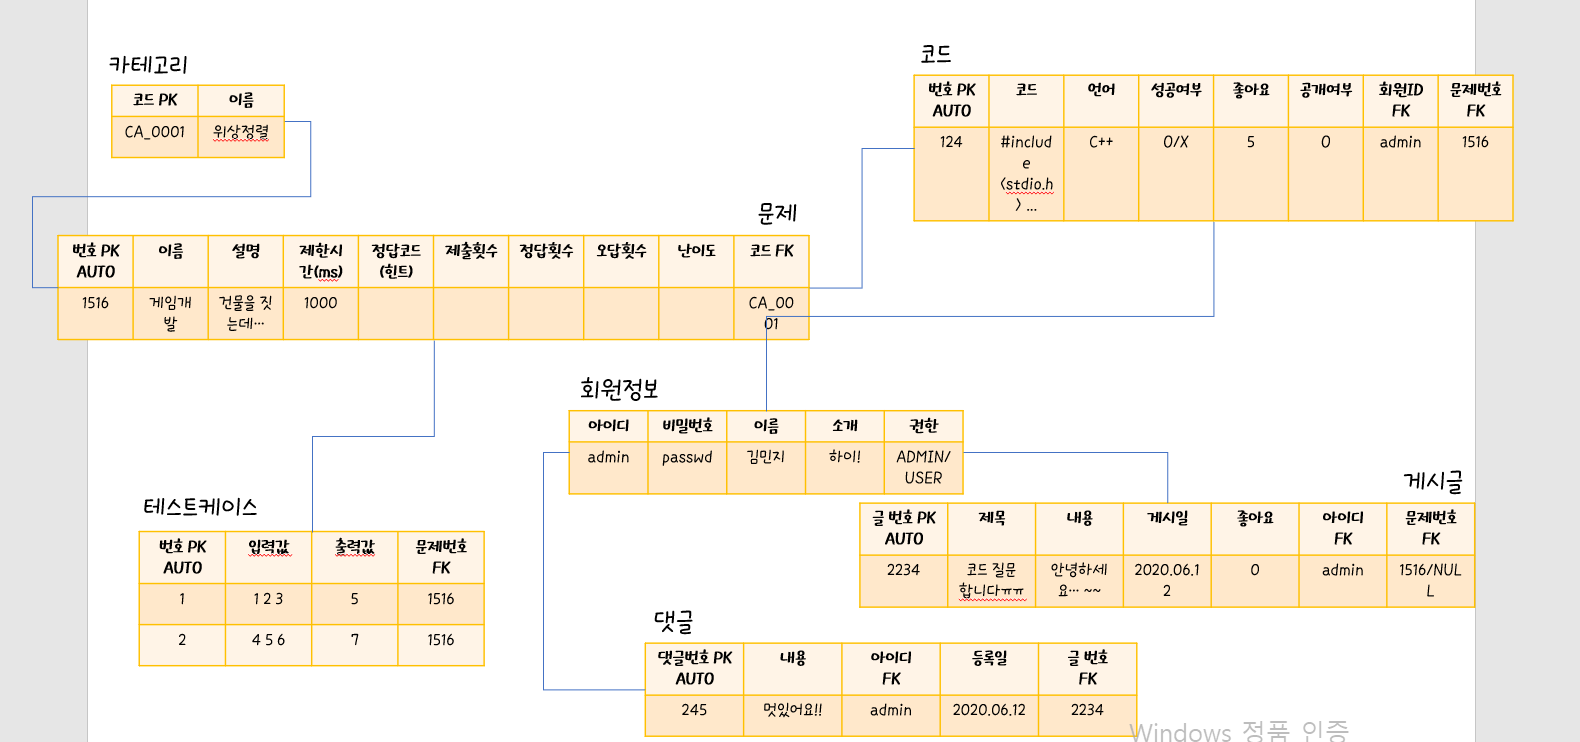 카테고리
코드 PK 이름
CA_0001 위상정렬
코드
번호 PK 코드 언어 성공여부 좋아요 공개여부 회원ID 문제번호
AUTO FK FK
124 #includ C++ O/X 5 O admin 1516
e
<stdio.h
> ...
문제
번호 PK 이름 설명 제한시 정답코드 제출횟수 정답횟수 오답횟수 난이도 코드 FK
AUTO 간(ms) (힌트)
1516 게임개 건물을 짓 1000 CA_00
발 는데… 01
회원정보
아이디 비밀번호 이름 소개 권한
admin passwd 김민지 하이! ADMIN/
USER
게시글
글 번호 PK 제목 내용 게시일 좋아요 아이디 문제번호
AUTO FK FK
2234 코드 질문 안녕하세 2020.06.1 0 admin 1516/NUL
합니다ㅠㅠ 요… ~~ 2 L
테스트케이스
번호 PK 입력값 출력값 문제번호
AUTO FK
1 1 2 3 5 1516
2 4 5 6 7 1516
댓글
댓글번호 PK 내용 아이디 등록일 글 번호
AUTO FK FK
245 멋있어요!! admin 2020.06.12 2234
Windows 정품 인증